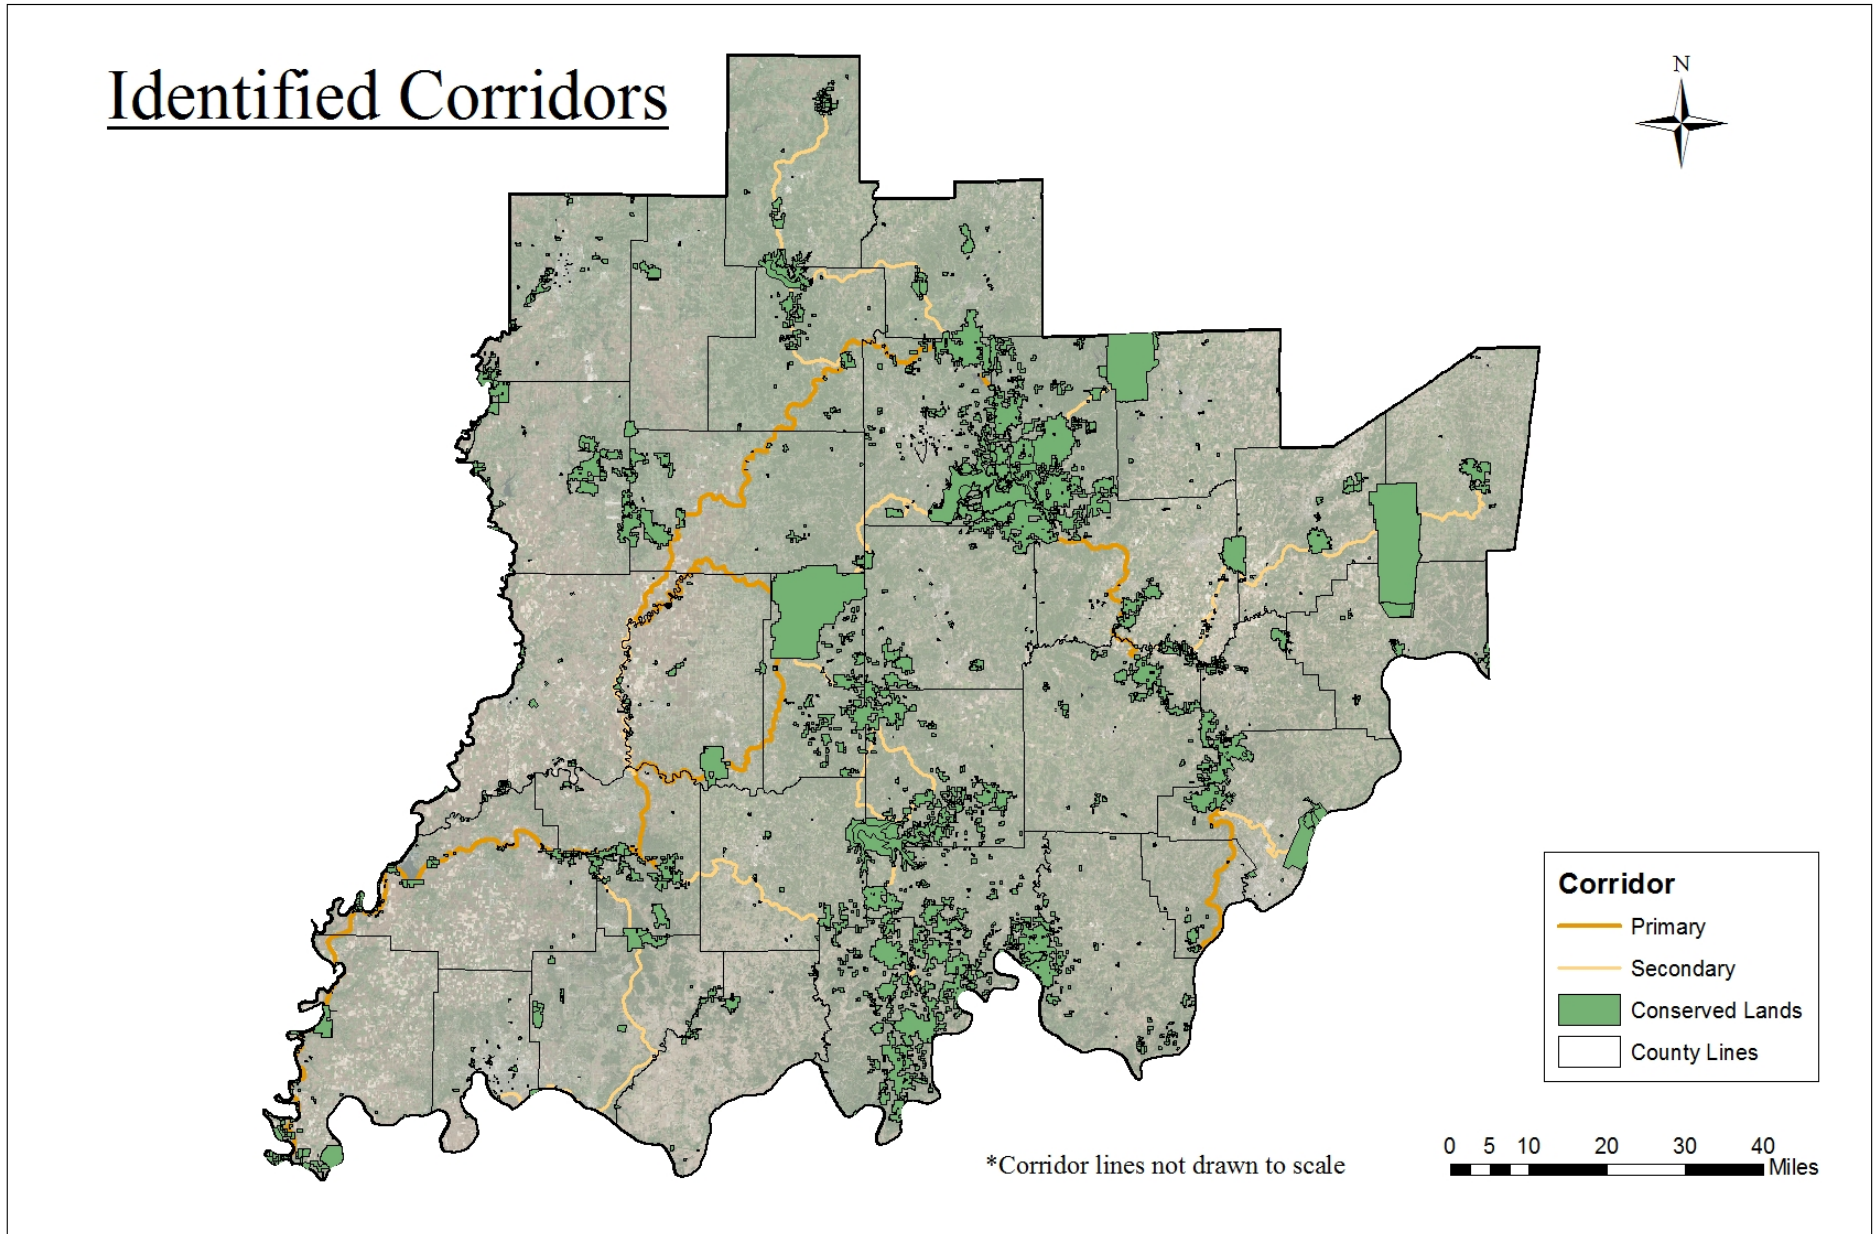 Identified Corridors
N
Corridor
Primary
Secondary
Conserved Lands
County Lines
*Corridor lines not drawn to scale
0 5 10 20 30 40
Miles